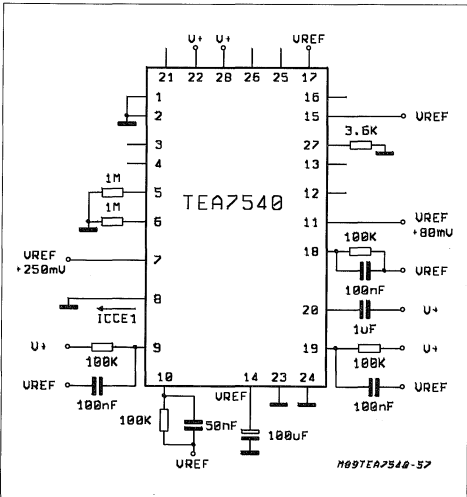 V+ V+ VREF
21 22 28 26 25 17
1 16
2 15 VREF
3 27 3.6K
4 13
1M
5 12
1M
6 11 VREF
+80mV
TEA7540
VREF
+250mV
7 18 100K
VREF
100nF
8
ICCE1
20 V+
1uF
V+ 9 19 V+
100K 100K
VREF VREF
100nF 100nF
10 14 23 24
VREF
100K 50nF 100uF
VREF
M89TEA7540-57